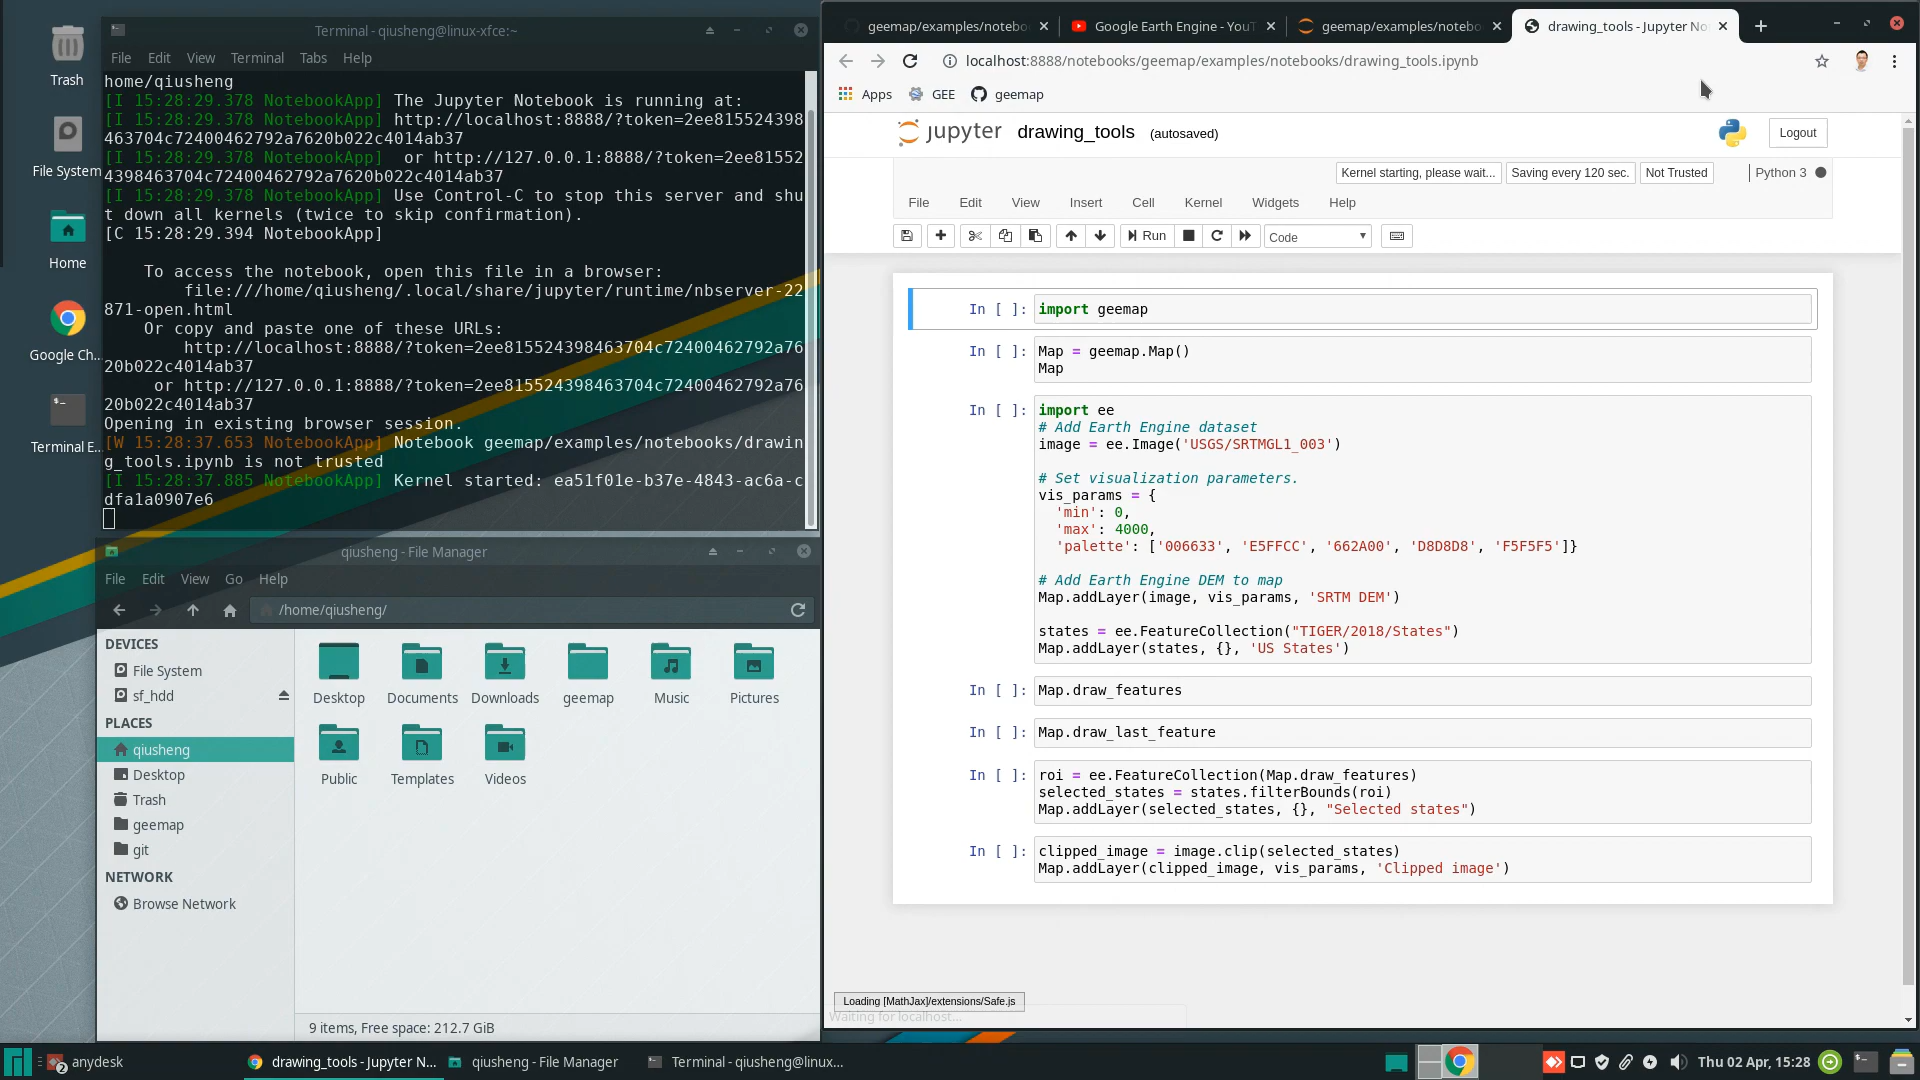 Trash
File System
Home
Google Ch...
Terminal E...
Terminal - qiusheng@linux-xfce:~
File Edit View Terminal Tabs Help
home/qiusheng
[I 15:28:29.378 NotebookApp] The Jupyter Notebook is running at:
[I 15:28:29.378 NotebookApp] http://localhost:8888/?token=2ee815524398
463704c72400462792a7620b022c4014ab37
[I 15:28:29.378 NotebookApp]  or http://127.0.0.1:8888/?token=2ee81552
4398463704c72400462792a7620b022c4014ab37
[I 15:28:29.378 NotebookApp] Use Control-C to stop this server and shu
t down all kernels (twice to skip confirmation).
[C 15:28:29.394 NotebookApp]
To access the notebook, open this file in a browser:
file:///home/qiusheng/.local/share/jupyter/runtime/nbserver-22
871-open.html
Or copy and paste one of these URLs:
http://localhost:8888/?token=2ee815524398463704c72400462792a76
20b022c4014ab37
or http://127.0.0.1:8888/?token=2ee815524398463704c72400462792a76
20b022c4014ab37
Opening in existing browser session.
[W 15:28:37.653 NotebookApp] Notebook geemap/examples/notebooks/drawin
g_tools.ipynb is not trusted
[I 15:28:37.885 NotebookApp] Kernel started: ea51f01e-b37e-4843-ac6a-c
dfa1a0907e6
qiusheng - File Manager
File Edit View Go Help
/home/qiusheng/
DEVICES
File System
sf_hdd
PLACES
qiusheng
Desktop
Trash
geemap
git
NETWORK
Browse Network
Desktop Documents Downloads geemap Music Pictures
Public Templates Videos
9 items, Free space: 212.7 GiB
geemap/examples/notebo
Google Earth Engine - YouT
geemap/examples/notebo
drawing_tools - Jupyter No
localhost:8888/notebooks/geemap/examples/notebooks/drawing_tools.ipynb
Apps GEE geemap
jupyter drawing_tools (autosaved)
Logout
Kernel starting, please wait... Saving every 120 sec. Not Trusted Python 3
File Edit View Insert Cell Kernel Widgets Help
Run Code
In [ ]: import geemap
In [ ]: Map = geemap.Map()
Map
In [ ]: import ee
# Add Earth Engine dataset
image = ee.Image('USGS/SRTMGL1_003')
# Set visualization parameters.
vis_params = {
'min': 0,
'max': 4000,
'palette': ['006633', 'E5FFCC', '662A00', 'D8D8D8', 'F5F5F5']}
# Add Earth Engine DEM to map
Map.addLayer(image, vis_params, 'SRTM DEM')
states = ee.FeatureCollection("TIGER/2018/States")
Map.addLayer(states, {}, 'US States')
In [ ]: Map.draw_features
In [ ]: Map.draw_last_feature
In [ ]: roi = ee.FeatureCollection(Map.draw_features)
selected_states = states.filterBounds(roi)
Map.addLayer(selected_states, {}, "Selected states")
In [ ]: clipped_image = image.clip(selected_states)
Map.addLayer(clipped_image, vis_params, 'Clipped image')
Loading [MathJax]/extensions/Safe.js
Waiting for localhost...
2 anydesk
drawing_tools - Jupyter N...
qiusheng - File Manager
Terminal - qiusheng@linux...
Thu 02 Apr, 15:28